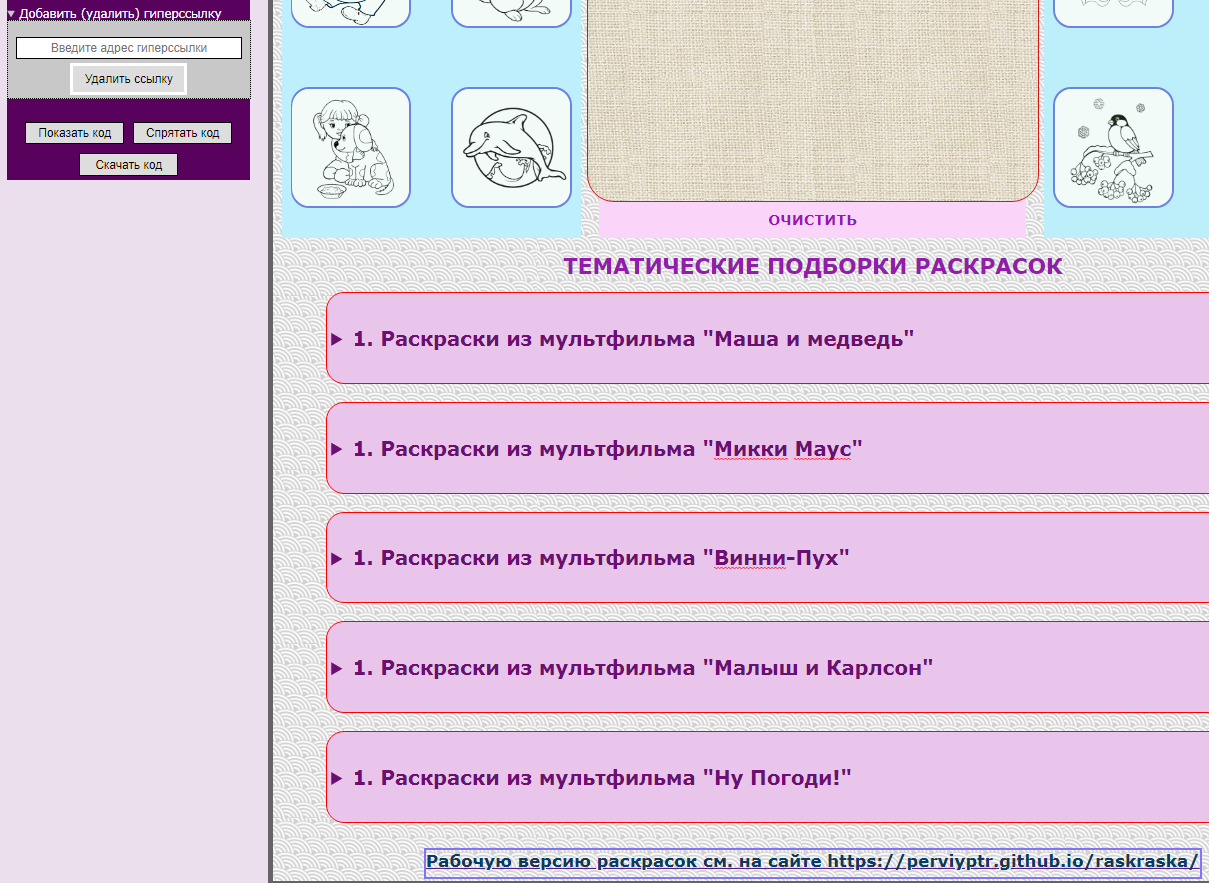 Добавить (удалить) гиперссылку
Введите адрес гиперссылки
Удалить ссылку
Показать код Спрятать код
Скачать код
ОЧИСТИТЬ
ТЕМАТИЧЕСКИЕ ПОДБОРКИ РАСКРАСОК
1. Раскраски из мультфильма "Маша и медведь"
1. Раскраски из мультфильма "Микки Маус"
1. Раскраски из мультфильма "Винни-Пух"
1. Раскраски из мультфильма "Малыш и Карлсон"
1. Раскраски из мультфильма "Ну Погоди!"
Рабочую версию раскрасок см. на сайте https://perviyptr.github.io/raskraska/